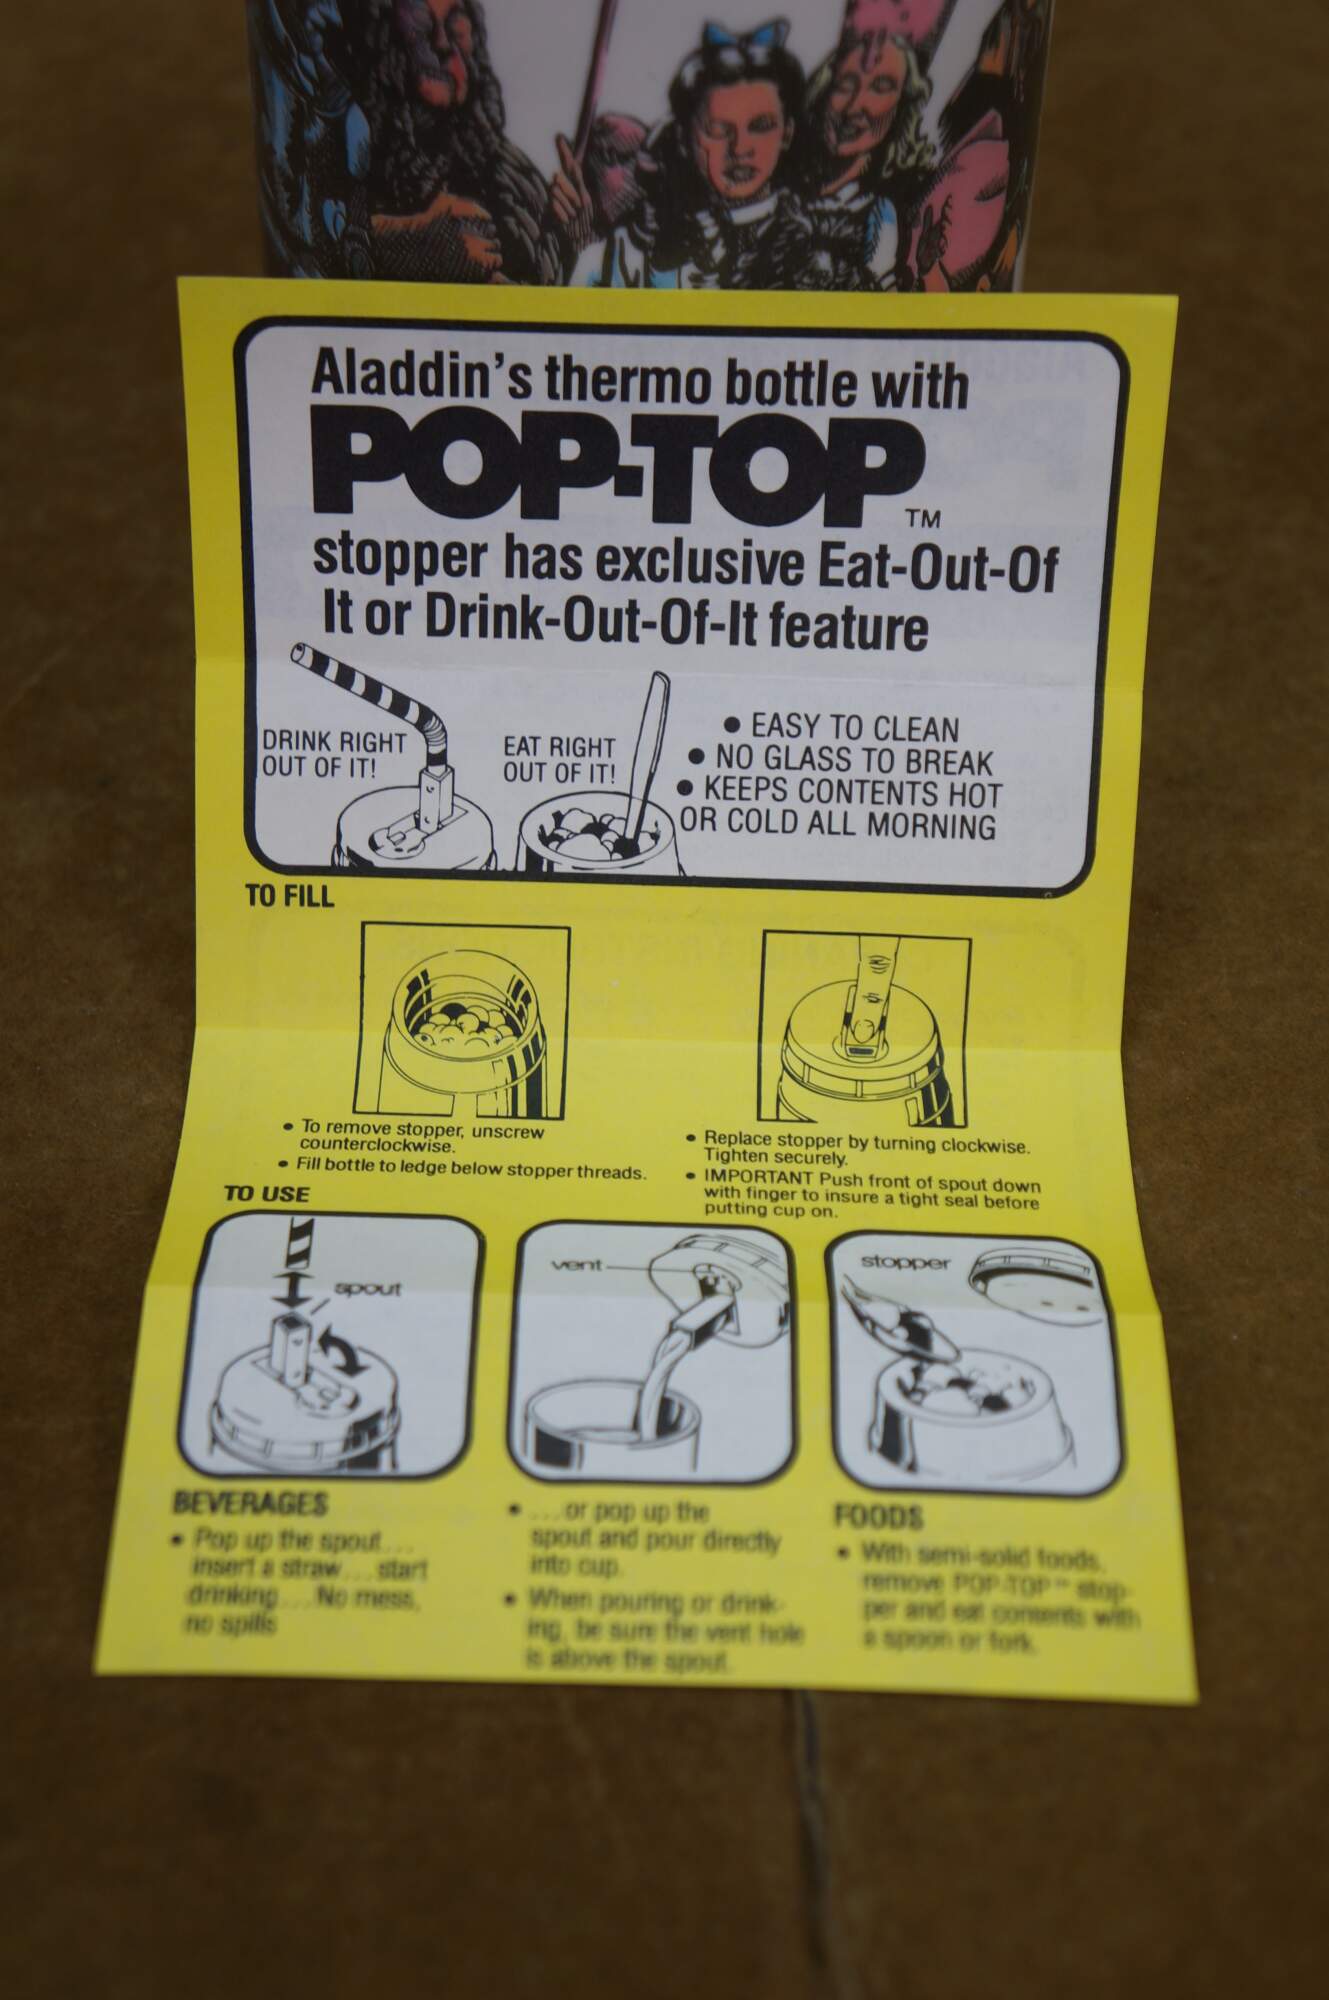 Aladdin's thermo bottle with
POP-TOP™
stopper has exclusive Eat-Out-Of
It or Drink-Out-Of-It feature
DRINK RIGHT
OUT OF IT!
EAT RIGHT
OUT OF IT!
• EASY TO CLEAN
• NO GLASS TO BREAK
• KEEPS CONTENTS HOT
OR COLD ALL MORNING
TO FILL
• To remove stopper, unscrew
counterclockwise.
• Fill bottle to ledge below stopper threads.
• Replace stopper by turning clockwise.
Tighten securely.
• IMPORTANT Push front of spout down
with finger to insure a tight seal before
putting cup on.
TO USE
spout
vent
stopper
BEVERAGES
• Pop up the spout . . .
insert a straw . . . start
drinking . . . No mess,
no spills
• . . . or pop up the
spout and pour directly
into cup.
• When pouring or drink-
ing, be sure the vent hole
is above the spout.
FOODS
• With semi-solid foods,
remove POP-TOP™ stop-
per and eat contents with
a spoon or fork.